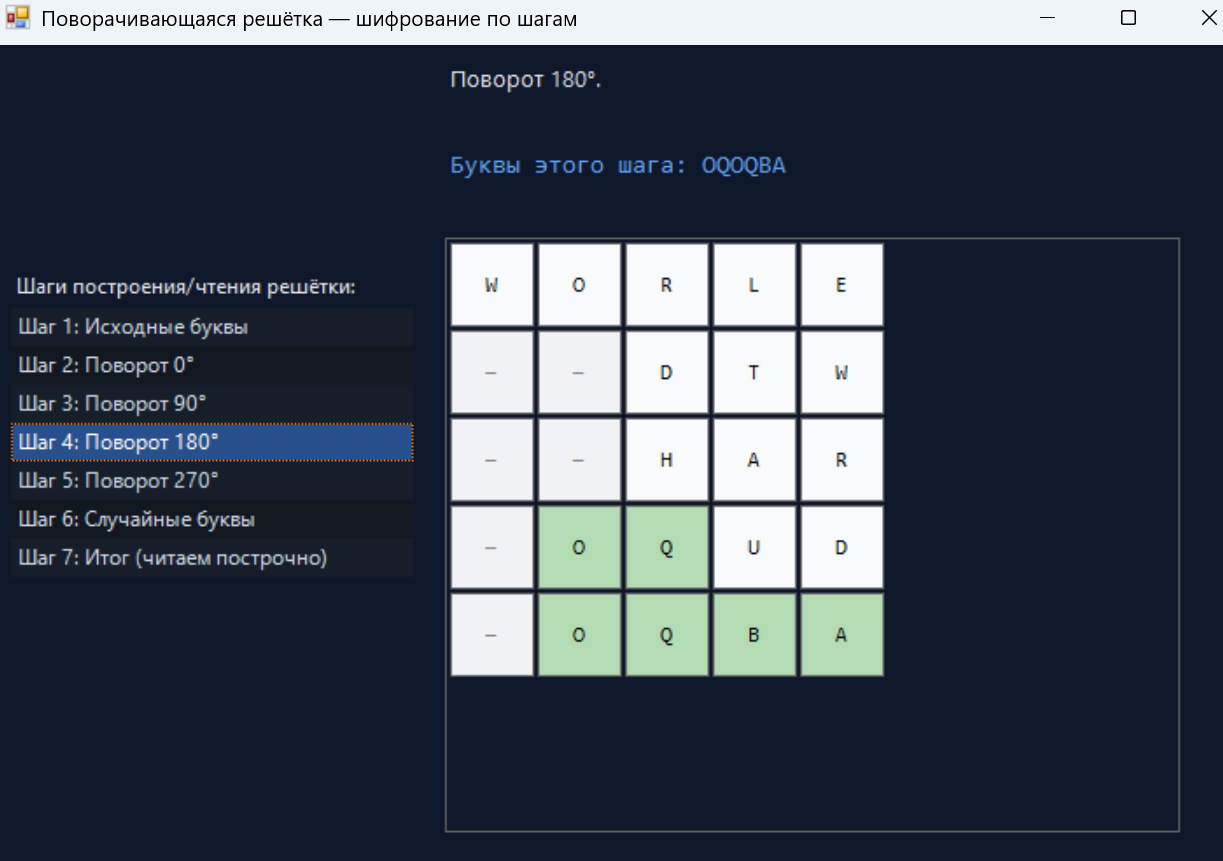 Поворачивающаяся решётка — шифрование по шагам
Поворот 180°.
Буквы этого шага: OQOQBA
Шаги построения/чтения решётки:
Шаг 1: Исходные буквы
Шаг 2: Поворот 0°
Шаг 3: Поворот 90°
Шаг 4: Поворот 180°
Шаг 5: Поворот 270°
Шаг 6: Случайные буквы
Шаг 7: Итог (читаем построчно)
W O R L E
– – D T W
– – H A R
– O Q U D
– O Q B A